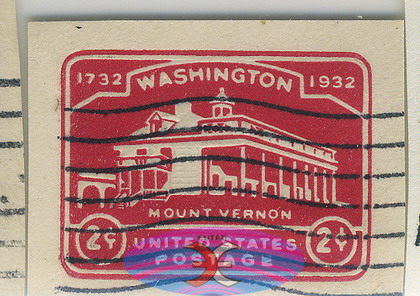 1732 WASHINGTON 1932
MOUNT VERNON
2¢ UNITED STATES 2¢
POSTAGE